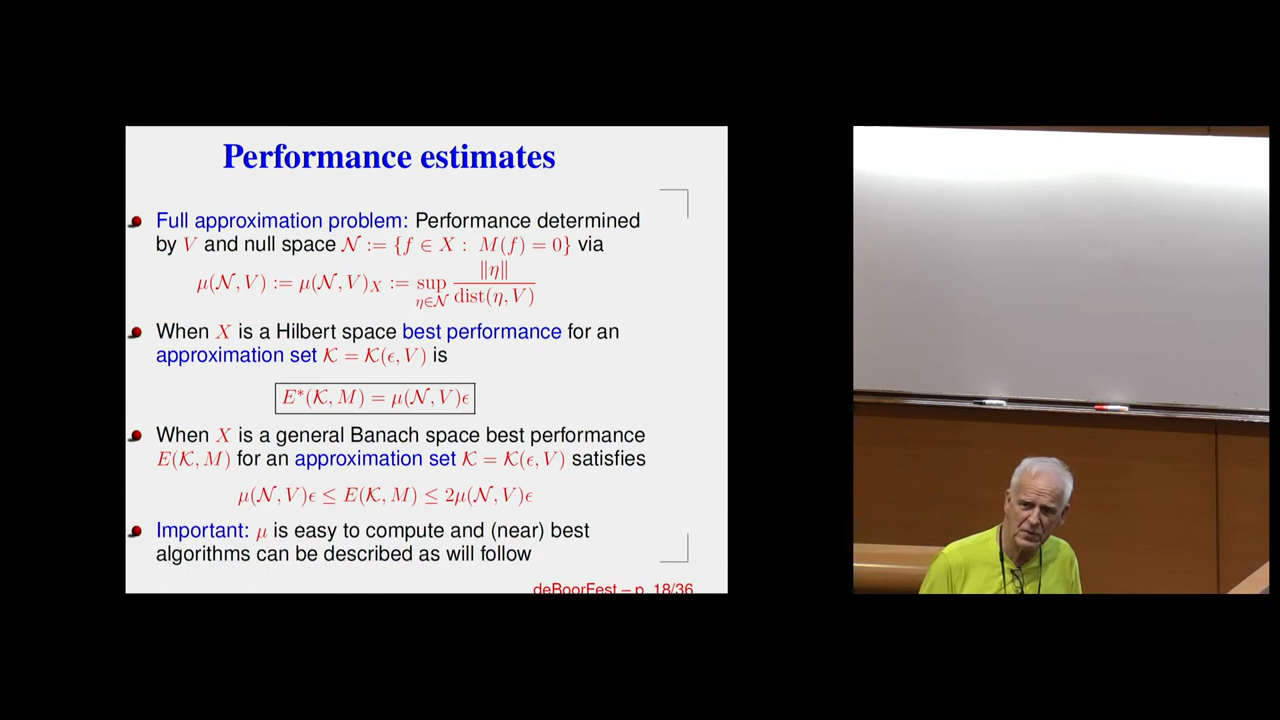 Performance estimates
Full approximation problem: Performance determined
by V and null space 𝒩 := {f ∈ X : M(f) = 0} via
μ(𝒩, V) := μ(𝒩, V)_X := sup_{η∈𝒩} ‖η‖ / dist(η, V)
When X is a Hilbert space best performance for an
approximation set 𝒦 = 𝒦(ϵ, V) is
E*(𝒦, M) = μ(𝒩, V)ϵ
When X is a general Banach space best performance
E(𝒦, M) for an approximation set 𝒦 = 𝒦(ϵ, V) satisfies
μ(𝒩, V)ϵ ≤ E(𝒦, M) ≤ 2μ(𝒩, V)ϵ
Important: μ is easy to compute and (near) best
algorithms can be described as will follow
deBoorFest – p. 18/36